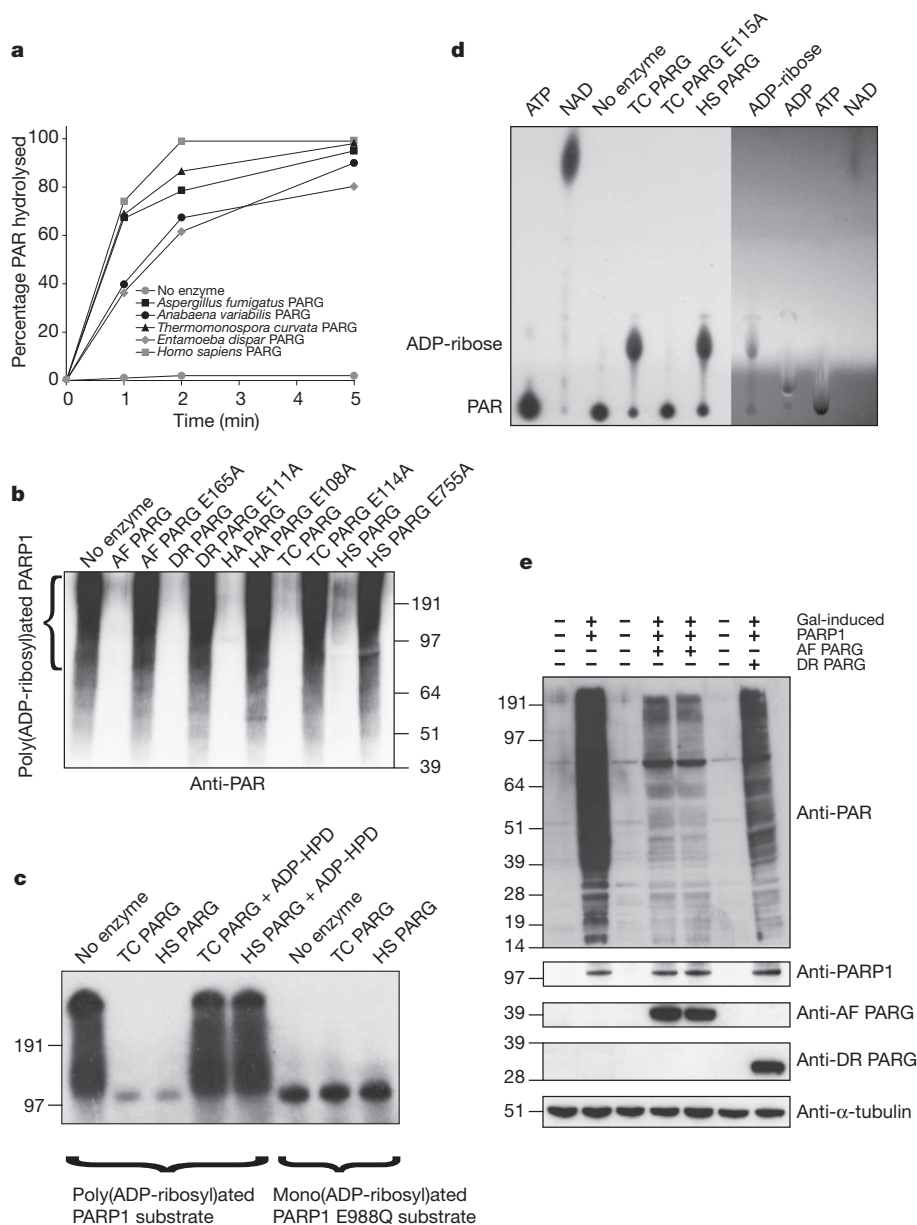 a
Percentage PAR hydrolysed
100
80
60
40
20
0
0 1 2 5
Time (min)
No enzyme
Aspergillus fumigatus PARG
Anabaena variabilis PARG
Thermomonospora curvata PARG
Entamoeba dispar PARG
Homo sapiens PARG
b
Poly(ADP-ribosyl)ated PARP1
No enzyme
AF PARG
AF PARG E165A
DR PARG
DR PARG E111A
HA PARG
HA PARG E108A
TC PARG
TC PARG E114A
HS PARG
HS PARG E755A
191
97
64
51
39
Anti-PAR
c
No enzyme
TC PARG
HS PARG
TC PARG + ADP-HPD
HS PARG + ADP-HPD
No enzyme
TC PARG
HS PARG
191
97
Poly(ADP-ribosyl)ated
PARP1 substrate
Mono(ADP-ribosyl)ated
PARP1 E988Q substrate
d
ATP
NAD
No enzyme
TC PARG
TC PARG E115A
HS PARG
ADP-ribose
ADP
ATP
NAD
ADP-ribose
PAR
e
– + – + + – + Gal-induced
– + – + + – + PARP1
– – – + + – – AF PARG
– – – – – – + DR PARG
191
97
64
51
39
28
19
14
Anti-PAR
97 Anti-PARP1
39 Anti-AF PARG
39
28
Anti-DR PARG
51 Anti-α-tubulin